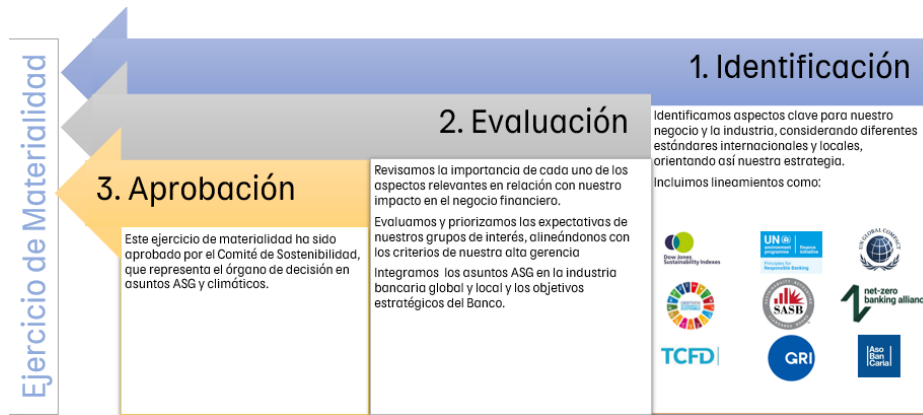 Ejercicio de Materialidad
1. Identificación
Identificamos aspectos clave para nuestro
negocio y la industria, considerando diferentes
estándares internacionales y locales,
orientando así nuestra estrategia.
Incluimos lineamientos como:
Dow Jones
Sustainability Indexes
UN
environment
programme
finance
initiative
Principles for
Responsible Banking
UN GLOBAL COMPACT
SASB
net-zero
banking alliance
TCFD
GRI
Aso
Ban
Caria
2. Evaluación
Revisamos la importancia de cada uno de los
aspectos relevantes en relación con nuestro
impacto en el negocio financiero.
Evaluamos y priorizamos las expectativas de
nuestros grupos de interés, alineándonos con
los criterios de nuestra alta gerencia
Integramos los asuntos ASG en la industria
bancaria global y local y los objetivos
estratégicos del Banco.
3. Aprobación
Este ejercicio de materialidad ha sido
aprobado por el Comité de Sostenibilidad,
que representa el órgano de decisión en
asuntos ASG y climáticos.